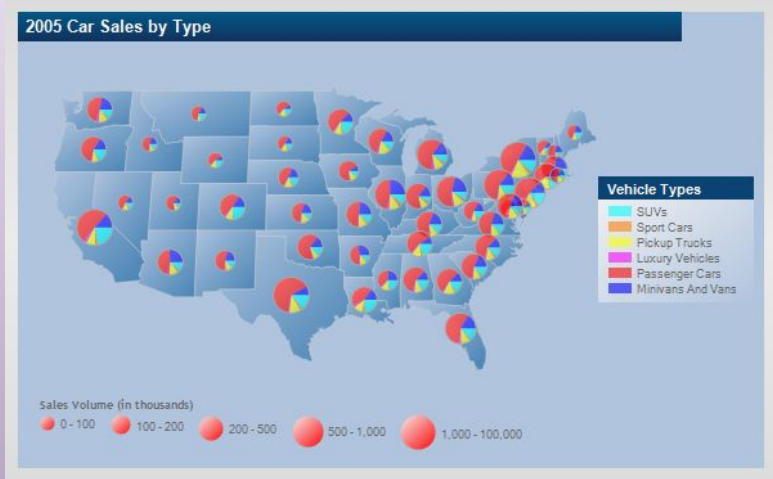 2005 Car Sales by Type
Vehicle Types
SUVs
Sport Cars
Pickup Trucks
Luxury Vehicles
Passenger Cars
Minivans And Vans
Sales Volume (in thousands)
0 - 100
100 - 200
200 - 500
500 - 1,000
1,000 - 100,000